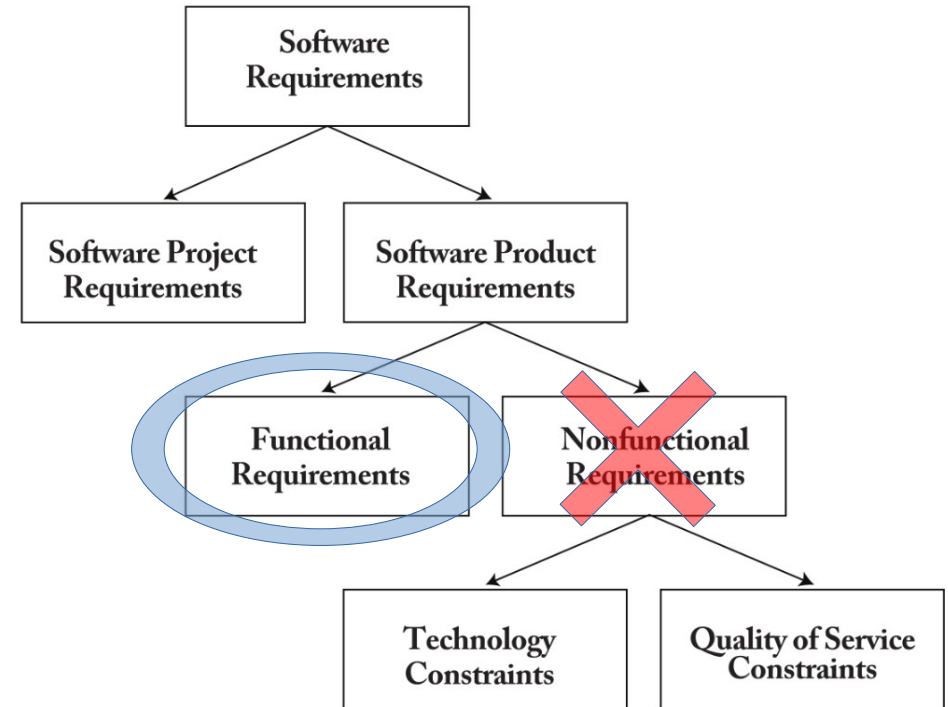 Software
Requirements
Software Project
Requirements
Software Product
Requirements
Functional
Requirements
Nonfunctional
Requirements
Technology
Constraints
Quality of Service
Constraints